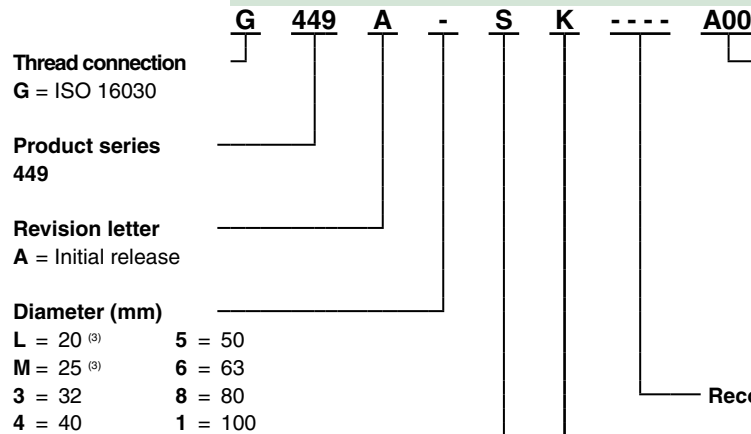 G 449 A - S K - - - - A00
Thread connection
G = ISO 16030
Product series
449
Revision letter
A = Initial release
Diameter (mm)
L = 20 (3) 5 = 50
M = 25 (3) 6 = 63
3 = 32 8 = 80
4 = 40 1 = 100